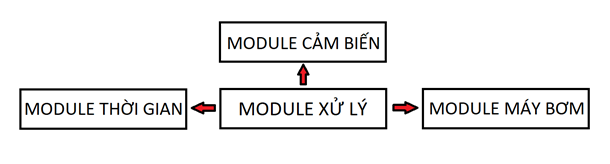 MODULE CẢM BIẾN
MODULE THỜI GIAN
MODULE XỬ LÝ
MODULE MÁY BƠM